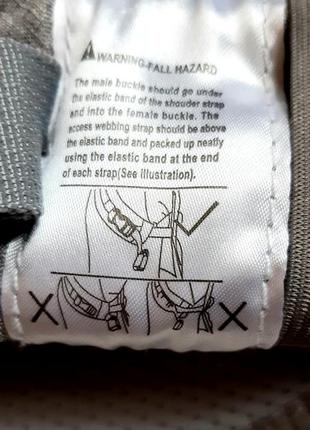 WARNING-FALL HAZARD
The male buckle should go under
the elastic band of the shouder strap
and into the female buckle. The
access webbing strap should be above
the elastic band and packed up neatly
using the elastic band at the end
of each strap(See illustration).